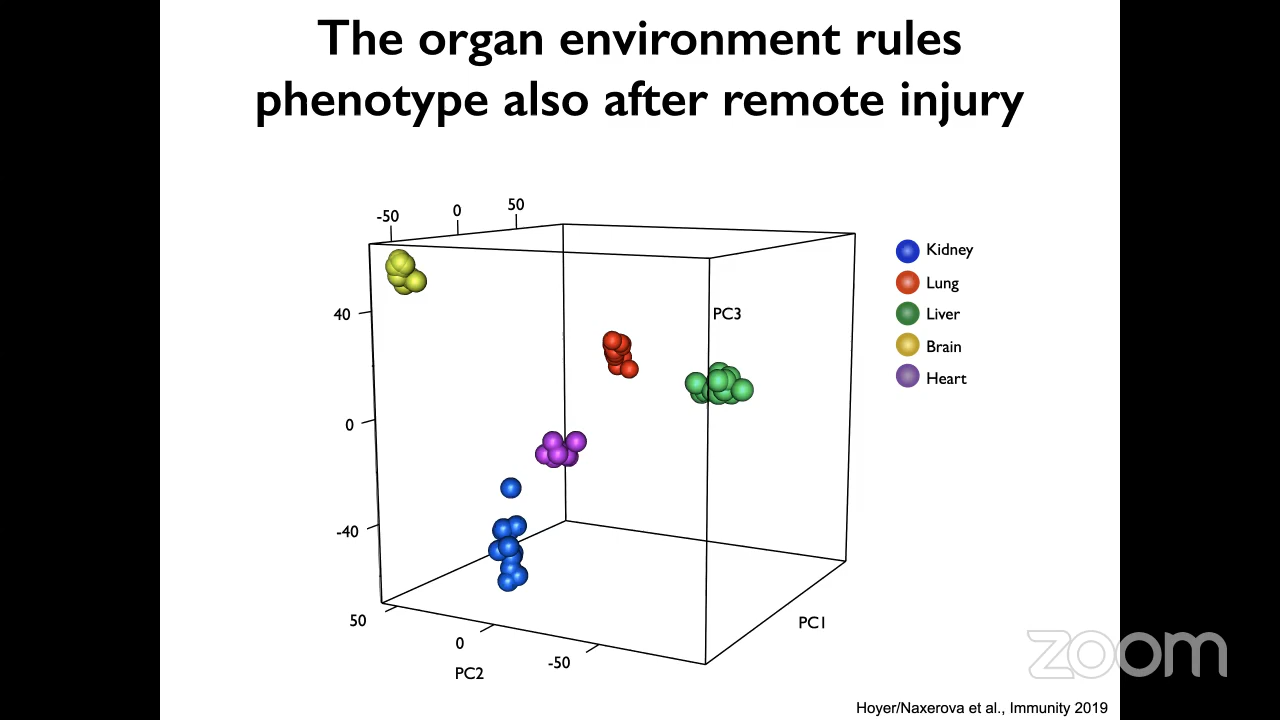 The organ environment rules
phenotype also after remote injury
-50
0
50
40
0
-40
50
0
-50
PC2
PC1
PC3
Kidney
Lung
Liver
Brain
Heart
zoom
Hoyer/Naxerova et al., Immunity 2019